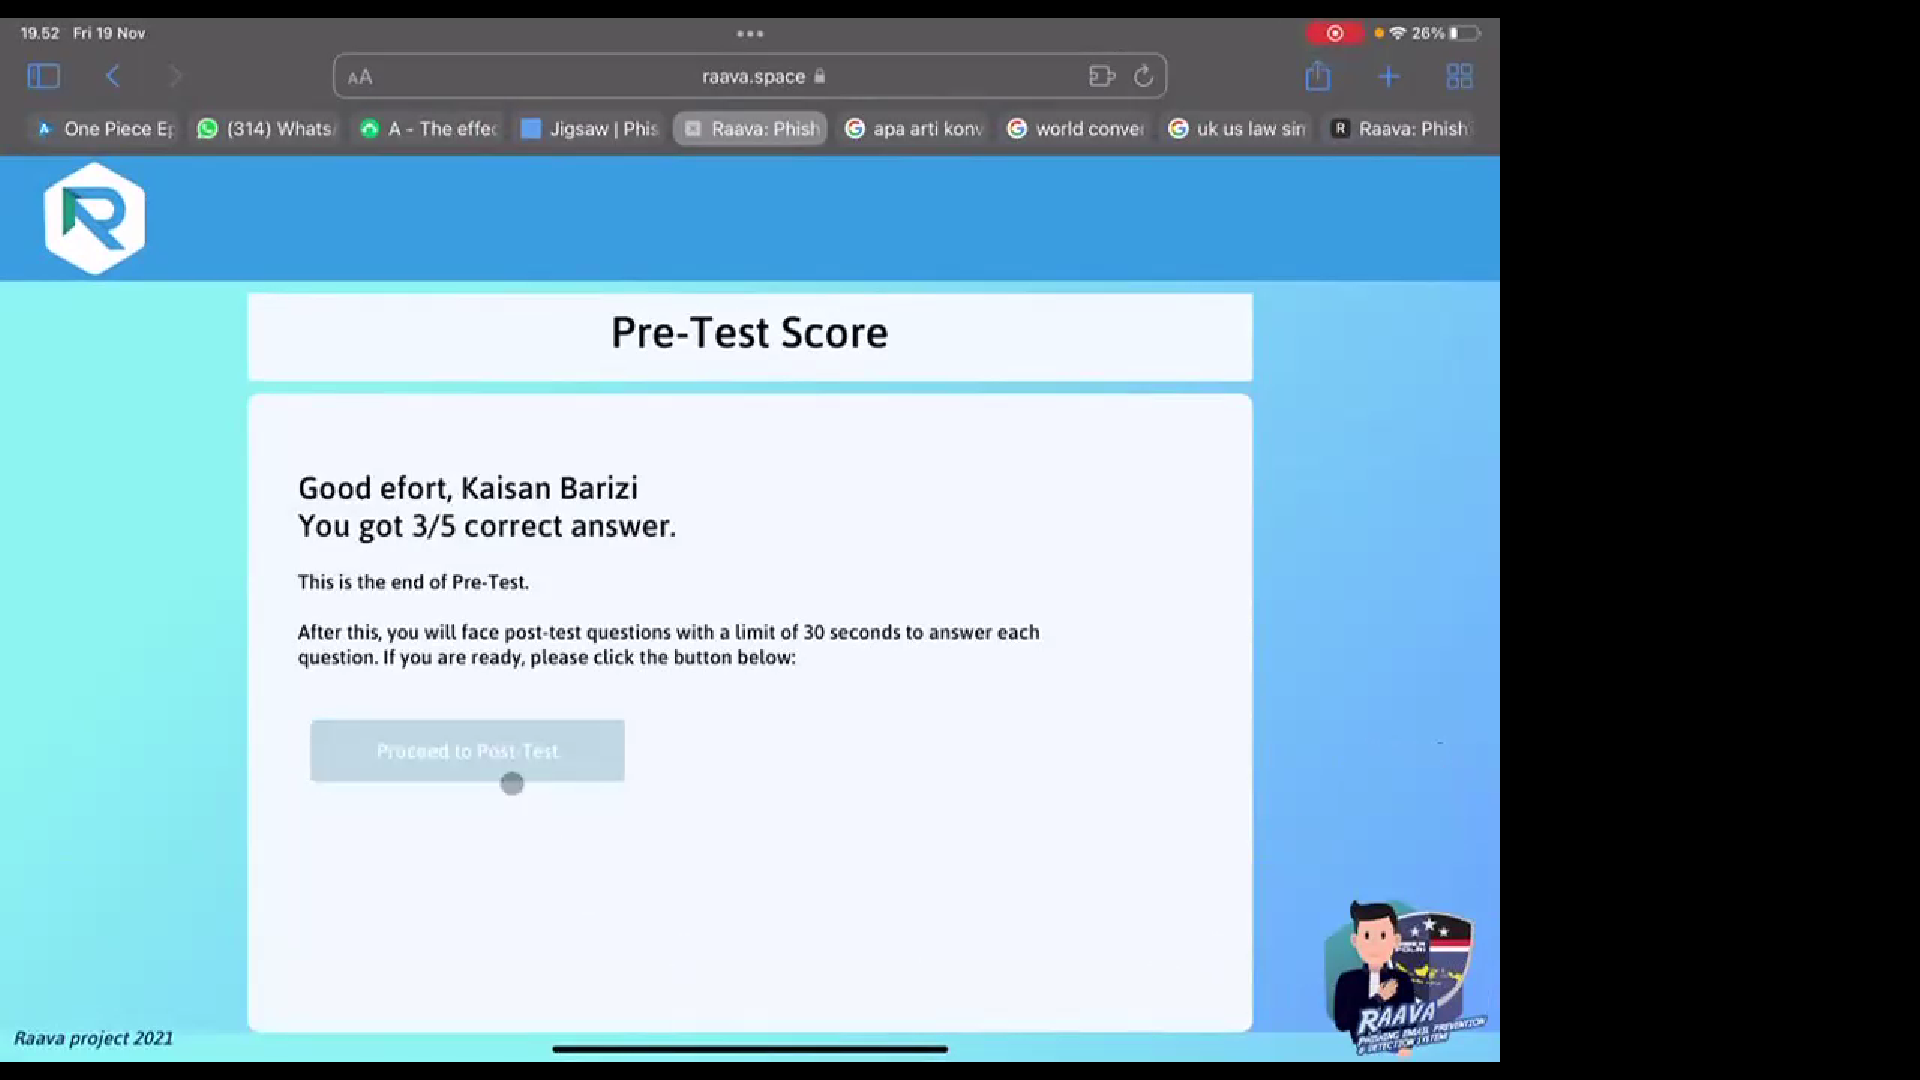 19.52 Fri 19 Nov
26%
AA
raava.space
One Piece Ep
(314) Whats
A - The effec
Jigsaw | Phis
Raava: Phish
apa arti konv
world conver
uk us law sin
R Raava: Phish
Pre-Test Score
Good efort, Kaisan Barizi
You got 3/5 correct answer.
This is the end of Pre-Test.
After this, you will face post-test questions with a limit of 30 seconds to answer each
question. If you are ready, please click the button below:
Proceed to Post Test
Raava project 2021
RAAVA
PHISHING EMAIL PREVENTION
& DETECTION SYSTEM